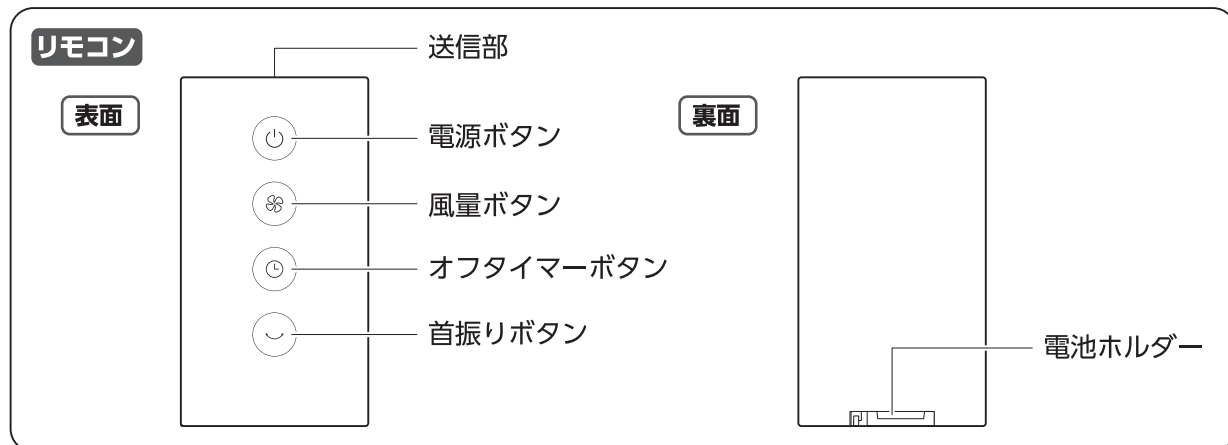 リモコン
表面
送信部
電源ボタン
風量ボタン
オフタイマーボタン
首振りボタン
裏面
電池ホルダー